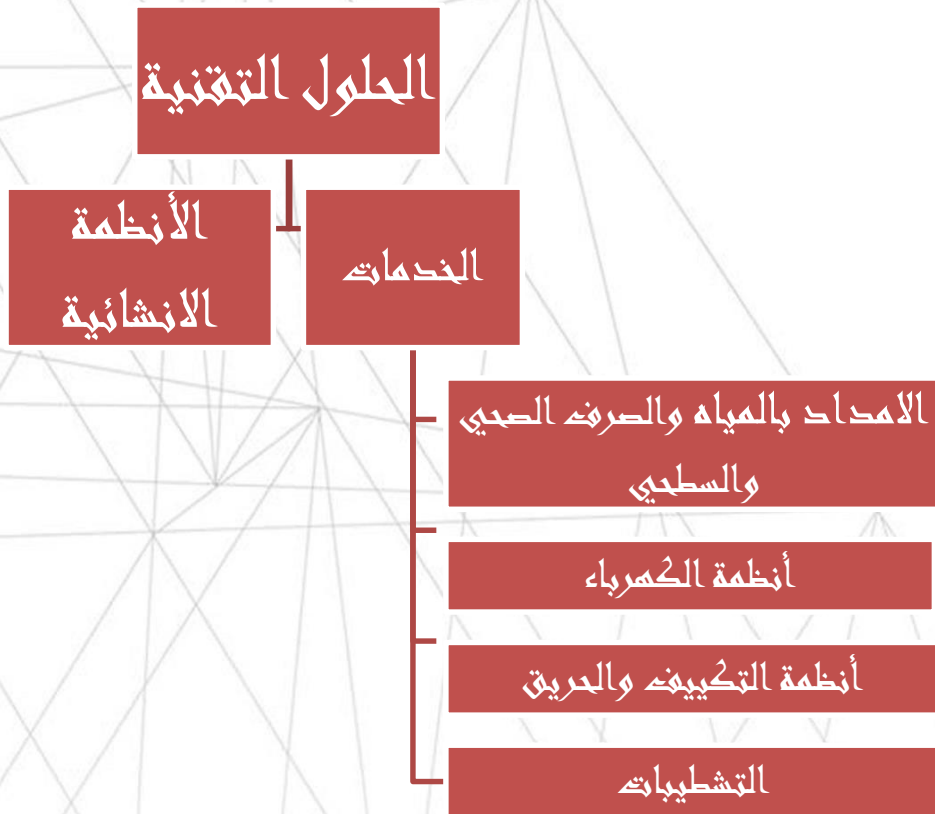 الحلول التقنية
الخدمات
الأنظمة
الانشائية
الامداد بالمياه والصرف الصحي
والسطحي
أنظمة الكهرباء
أنظمة التكييف والحريق
التشطيبات